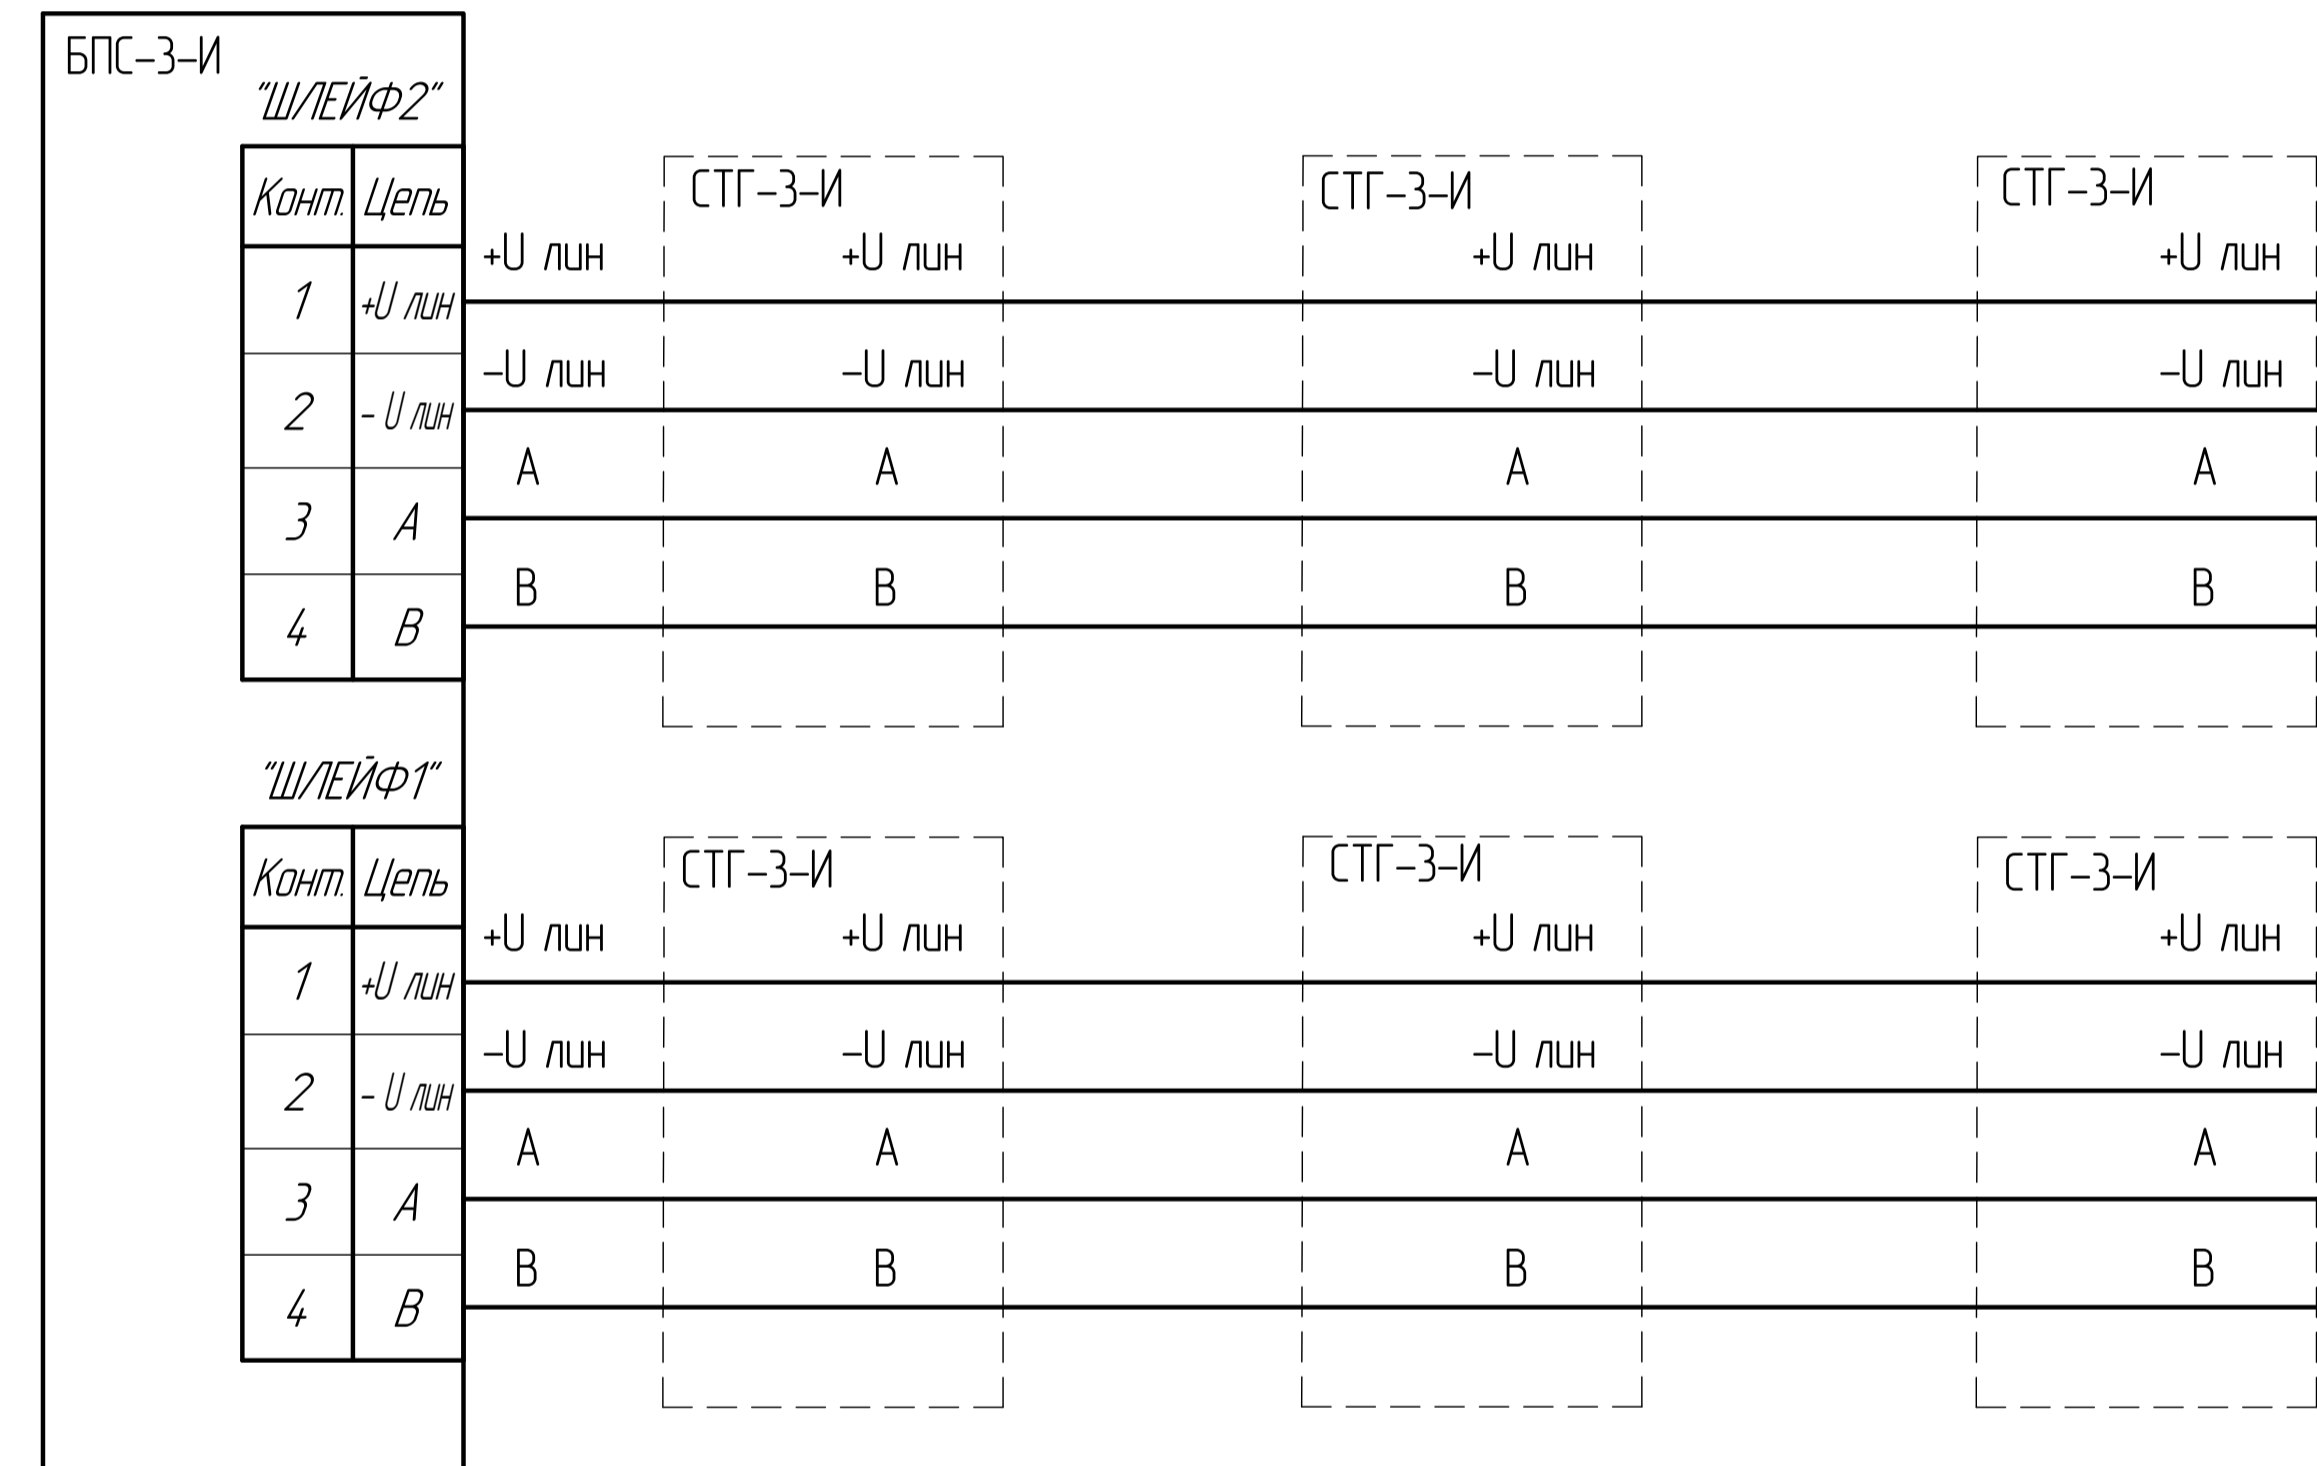 БПС-3-И
"ШЛЕЙФ2"
Конт. Цепь
СТГ-3-И СТГ-3-И СТГ-3-И
+U лин +U лин +U лин +U лин
1 +U лин
-U лин -U лин -U лин -U лин
2 - U лин
A A A A
3 A
B B B B
4 B
"ШЛЕЙФ1"
Конт. Цепь
СТГ-3-И СТГ-3-И СТГ-3-И
+U лин +U лин +U лин +U лин
1 +U лин
-U лин -U лин -U лин -U лин
2 - U лин
A A A A
3 A
B B B B
4 B